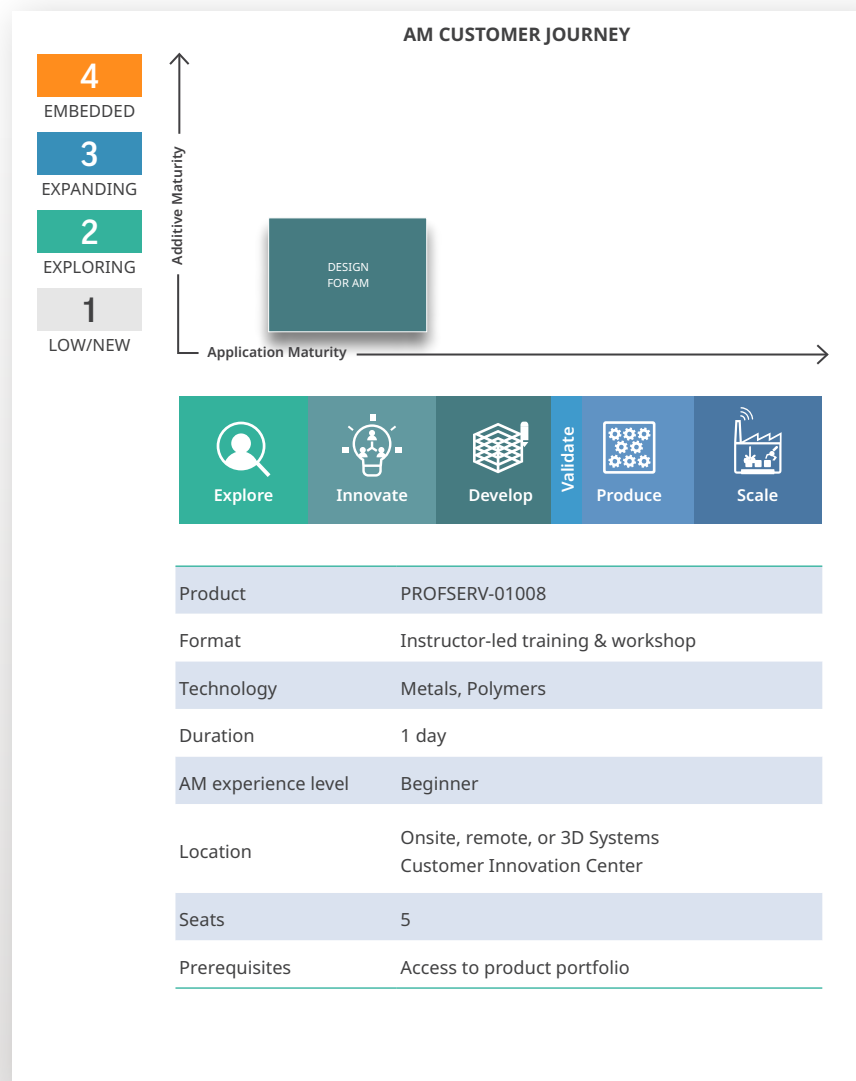 AM CUSTOMER JOURNEY
4
EMBEDDED
3
EXPANDING
2
EXPLORING
1
LOW/NEW
Additive Maturity
DESIGN
FOR AM
Application Maturity
Explore
Innovate
Develop
Validate
Produce
Scale
Product PROFSERV-01008
Format Instructor-led training & workshop
Technology Metals, Polymers
Duration 1 day
AM experience level Beginner
Location Onsite, remote, or 3D Systems
Customer Innovation Center
Seats 5
Prerequisites Access to product portfolio